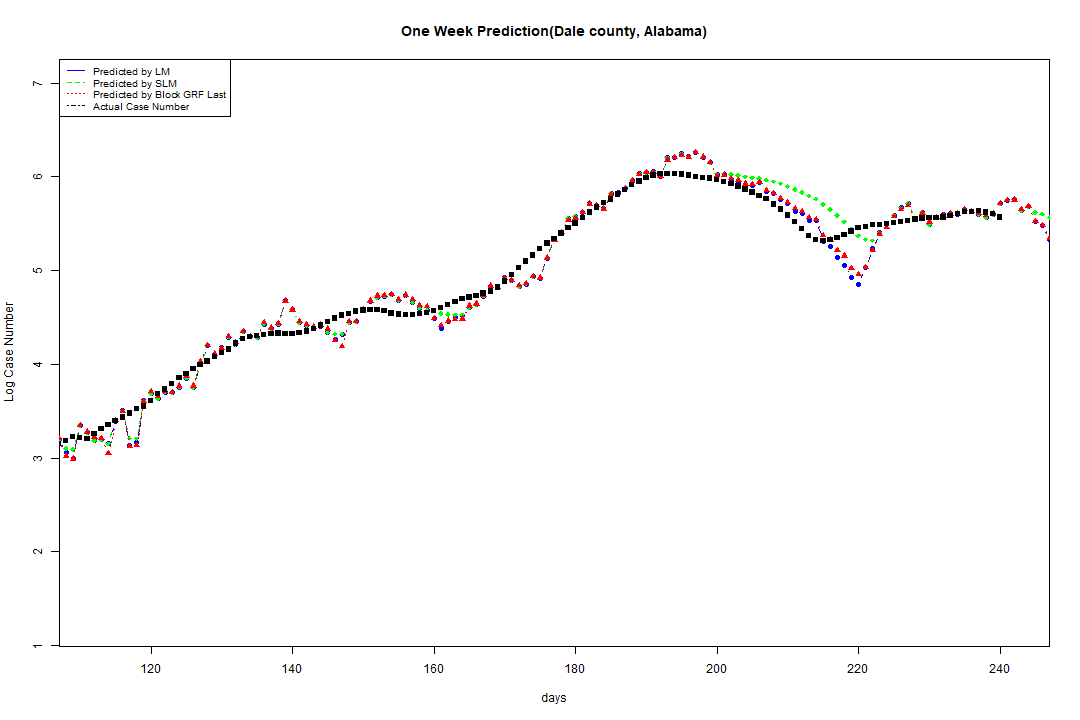 One Week Prediction(Dale county, Alabama)
Predicted by LM
Predicted by SLM
Predicted by Block GRF Last
Actual Case Number
7
6
5
4
3
2
1
Log Case Number
120 140 160 180 200 220 240
days